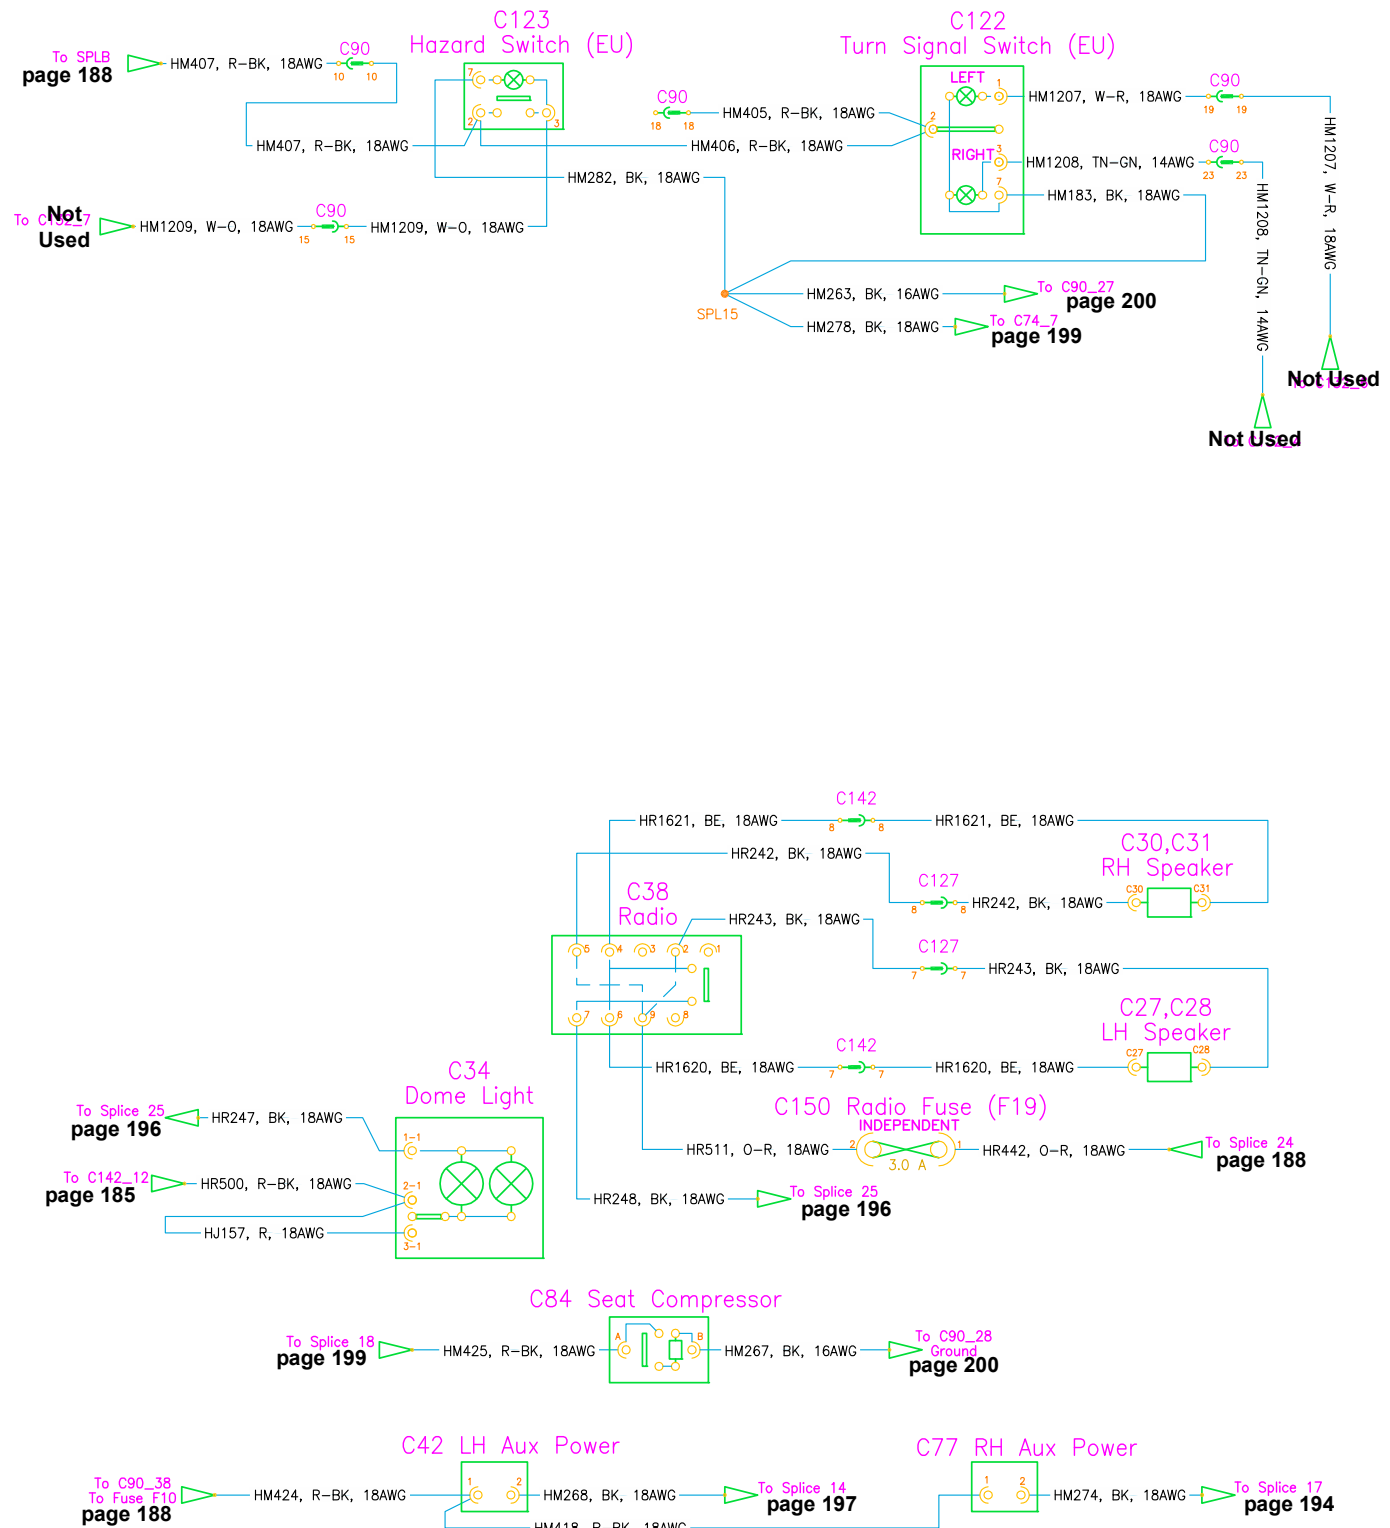 C123
Hazard Switch (EU)
C122
Turn Signal Switch (EU)
To SPLB
page 188
HM407, R-BK, 18AWG
C90
10 10
7
2
3
HM407, R-BK, 18AWG
C90
18 18
HM405, R-BK, 18AWG
HM406, R-BK, 18AWG
HM282, BK, 18AWG
LEFT
1
2
RIGHT
3
7
HM1207, W-R, 18AWG
C90
19 19
HM1208, TN-GN, 14AWG
C90
23 23
HM183, BK, 18AWG
HM1207, W-R, 18AWG
HM1208, TN-GN, 14AWG
To C132_7
Not
Used
HM1209, W-O, 18AWG
C90
15 15
HM1209, W-O, 18AWG
SPL15
HM263, BK, 16AWG
To C90_27
page 200
HM278, BK, 18AWG
To C74_7
page 199
Not Used
Not Used
C142
HR1621, BE, 18AWG
8 8
HR1621, BE, 18AWG
HR242, BK, 18AWG
C30,C31
RH Speaker
C127
8 8
HR242, BK, 18AWG
C30
C31
C38
Radio
HR243, BK, 18AWG
C127
7 7
HR243, BK, 18AWG
5 4 3 2 1
7 6 9 8
C27,C28
LH Speaker
C142
HR1620, BE, 18AWG
7 7
HR1620, BE, 18AWG
C27
C28
C34
Dome Light
C150 Radio Fuse (F19)
INDEPENDENT
To Splice 25
page 196
HR247, BK, 18AWG
1-1
HR511, O-R, 18AWG
2
3.0 A
1
HR442, O-R, 18AWG
To Splice 24
page 188
To C142_12
page 185
HR500, R-BK, 18AWG
2-1
HR248, BK, 18AWG
To Splice 25
page 196
HJ157, R, 18AWG
3-1
C84 Seat Compressor
To Splice 18
page 199
HM425, R-BK, 18AWG
A
B
HM267, BK, 16AWG
To C90_28
Ground
page 200
C42 LH Aux Power
C77 RH Aux Power
To C90_38
To Fuse F10
page 188
HM424, R-BK, 18AWG
1
2
HM268, BK, 18AWG
To Splice 14
page 197
1
2
HM274, BK, 18AWG
To Splice 17
page 194
HM418, R-BK, 18AWG